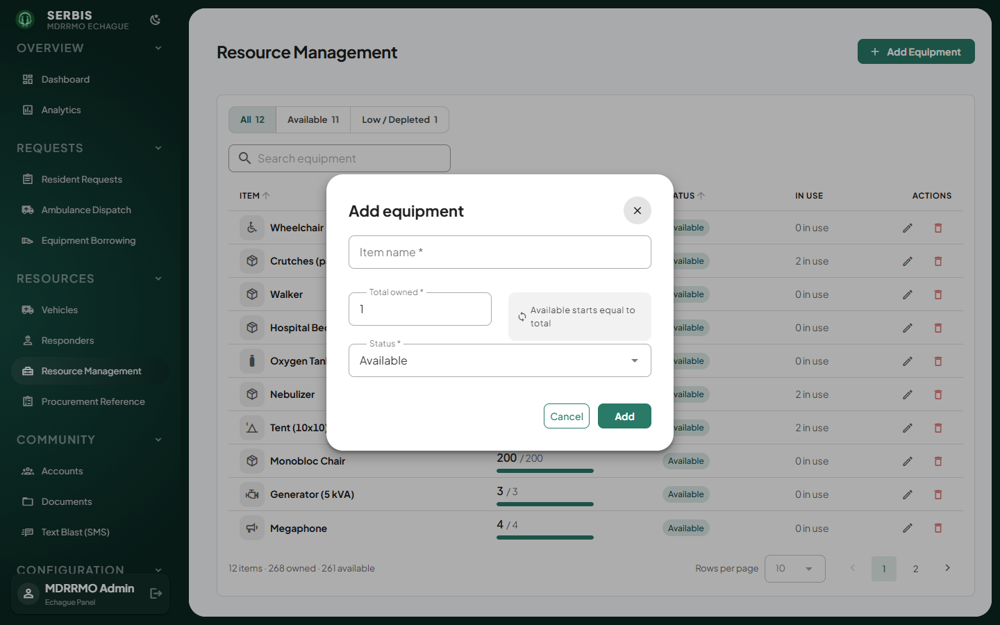 SERBIS
MDRRMO ECHAGUE
OVERVIEW
Dashboard
Analytics
REQUESTS
Resident Requests
Ambulance Dispatch
Equipment Borrowing
RESOURCES
Vehicles
Responders
Resource Management
Procurement Reference
COMMUNITY
Accounts
Documents
Text Blast (SMS)
CONFIGURATION
MDRRMO Admin
Echague Panel
Resource Management
Add Equipment
All 12
Available 11
Low / Depleted 1
Search equipment
ITEM
ATUS
IN USE
ACTIONS
Wheelchair
vailable
0 in use
Crutches (p
vailable
2 in use
Walker
vailable
0 in use
Hospital Be
vailable
0 in use
Oxygen Tan
vailable
0 in use
Nebulizer
vailable
2 in use
Tent (10x10)
vailable
2 in use
Monobloc Chair
200 / 200
Available
0 in use
Generator (5 kVA)
3 / 3
Available
0 in use
Megaphone
4 / 4
Available
0 in use
12 items · 268 owned · 261 available
Rows per page
10
1
2
Add equipment
Item name *
Total owned *
1
Available starts equal to
total
Status *
Available
Cancel
Add